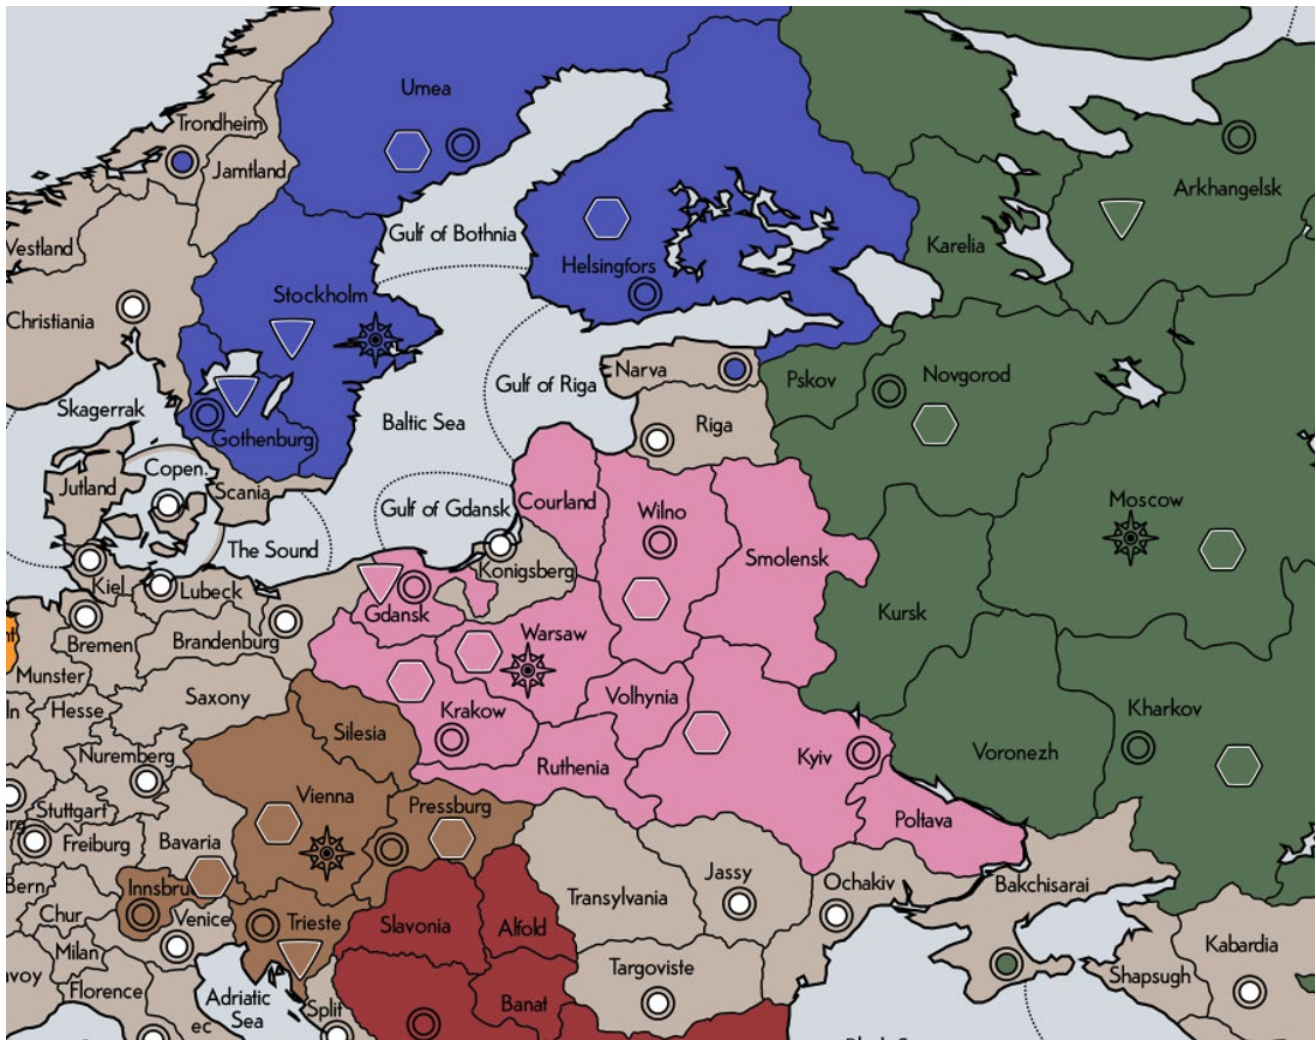 Umea
Trondheim
Jamtland
Arkhangelsk
Vestland
Gulf of Bothnia
Karelia
Helsingfors
Stockholm
Christiania
Narva
Pskov
Novgorod
Gulf of Riga
Skagerrak
Baltic Sea
Riga
Gothenburg
Copen.
Jutland
Scania
Gulf of Gdansk
Courland
Wilno
Moscow
The Sound
Konigsberg
Smolensk
Kiel
Lubeck
Gdansk
Kursk
Bremen
Brandenburg
Warsaw
Munster
Saxony
Volhynia
Hesse
Krakow
Kharkov
Silesia
Nuremberg
Kyiv
Voronezh
Ruthenia
Vienna
Pressburg
Stuttgart
Poltava
Freiburg
Bavaria
Jassy
Bern
Innsbru
Ochakiv
Bakchisarai
Transylvania
Chur
Venice
Trieste
Slavonia
Alfold
Kabardia
Milan
Targoviste
Shapsugh
avoy
Florence
Adriatic
Sea
Split
Banat
ec